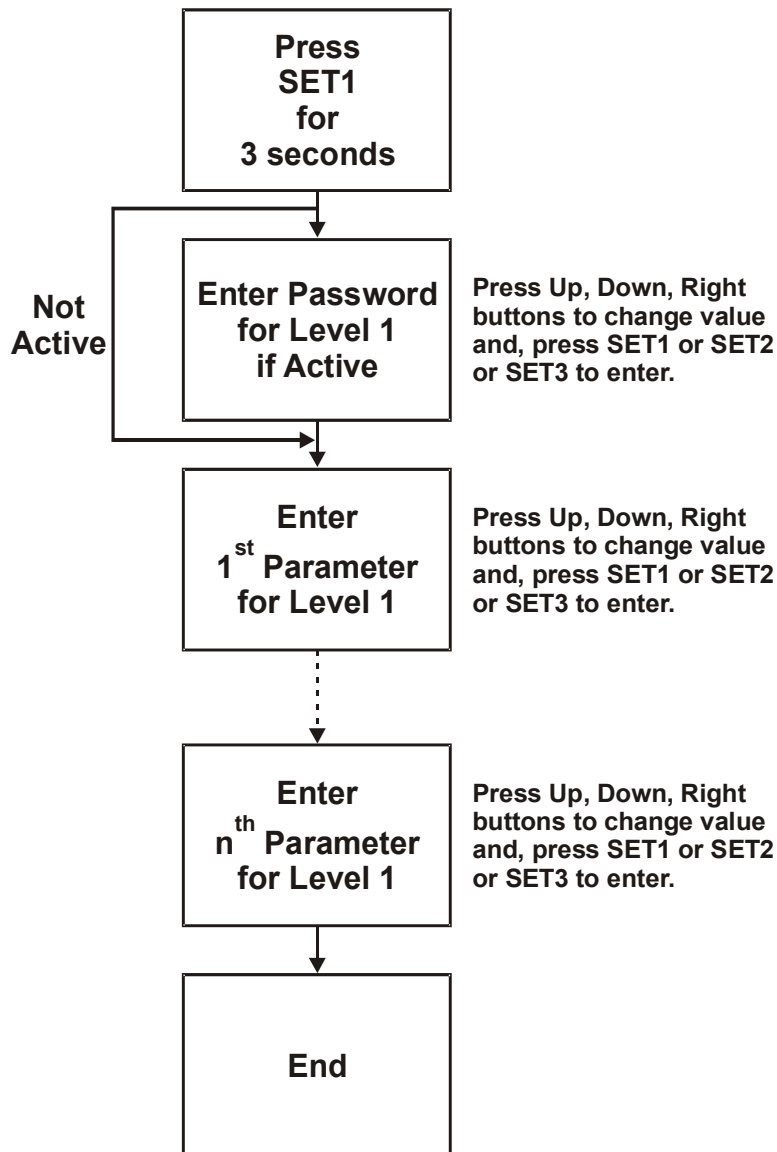 Press
SET1
for
3 seconds
Not
Active
Enter Password
for Level 1
if Active
Press Up, Down, Right
buttons to change value
and, press SET1 or SET2
or SET3 to enter.
Enter
1st Parameter
for Level 1
Press Up, Down, Right
buttons to change value
and, press SET1 or SET2
or SET3 to enter.
Enter
nth Parameter
for Level 1
Press Up, Down, Right
buttons to change value
and, press SET1 or SET2
or SET3 to enter.
End